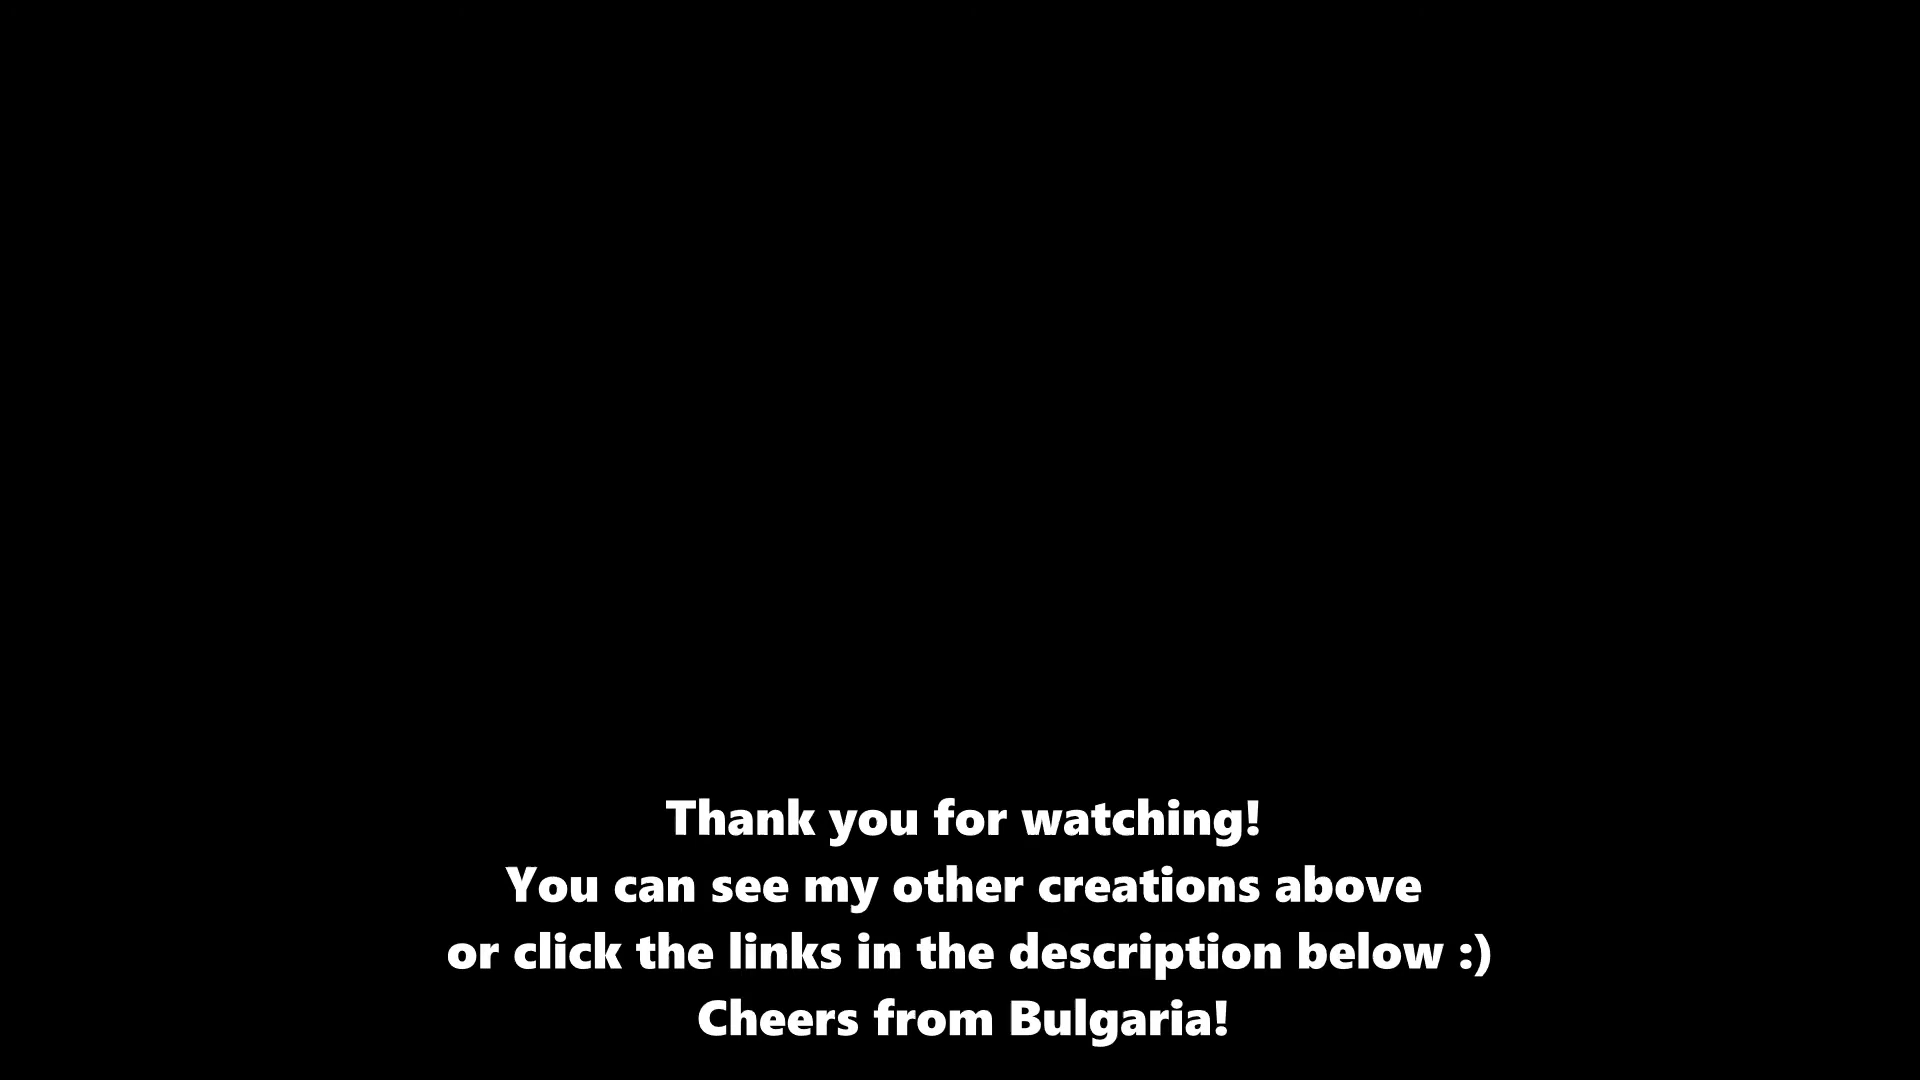 Thank you for watching!
You can see my other creations above
or click the links in the description below :)
Cheers from Bulgaria!